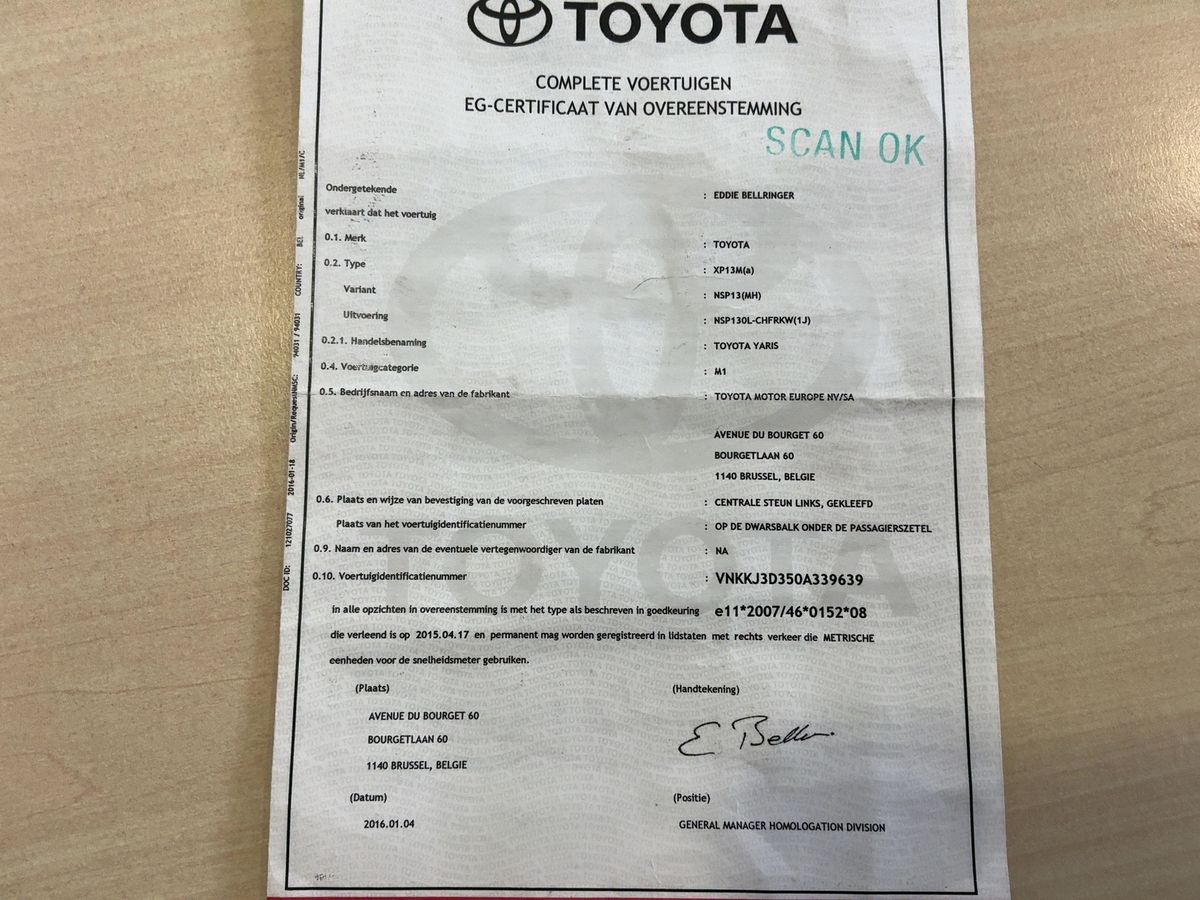 TOYOTA
COMPLETE VOERTUIGEN
EG-CERTIFICAAT VAN OVEREENSTEMMING
SCAN OK
Ondergetekende : EDDIE BELLRINGER
verklaart dat het voertuig
0.1. Merk : TOYOTA
0.2. Type : XP13M(a)
Variant : NSP13(MH)
Uitvoering : NSP130L-CHFRKW(1J)
0.2.1. Handelsbenaming : TOYOTA YARIS
0.4. Voertuigcategorie : M1
0.5. Bedrijfsnaam en adres van de fabrikant : TOYOTA MOTOR EUROPE NV/SA
AVENUE DU BOURGET 60
BOURGETLAAN 60
1140 BRUSSEL, BELGIE
0.6. Plaats en wijze van bevestiging van de voorgeschreven platen : CENTRALE STEUN LINKS, GEKLEEFD
Plaats van het voertuigidentificatienummer : OP DE DWARSBALK ONDER DE PASSAGIERSZETEL
0.9. Naam en adres van de eventuele vertegenwoordiger van de fabrikant : NA
0.10. Voertuigidentificatienummer : VNKKJ3D350A339639
in alle opzichten in overeenstemming is met het type als beschreven in goedkeuring e11*2007/46*0152*08
die verleend is op 2015.04.17 en permanent mag worden geregistreerd in lidstaten met rechts verkeer die METRISCHE
eenheden voor de snelheidsmeter gebruiken.
(Plaats) (Handtekening)
AVENUE DU BOURGET 60
BOURGETLAAN 60
E Bell
1140 BRUSSEL, BELGIE
(Datum) (Positie)
2016.01.04 GENERAL MANAGER HOMOLOGATION DIVISION
DOC ID: 121027077 2016-01-18 Origin/Request NMSC: 94031 / 94031 COUNTRY: BE1 original NL/M1/C
TOYOTA